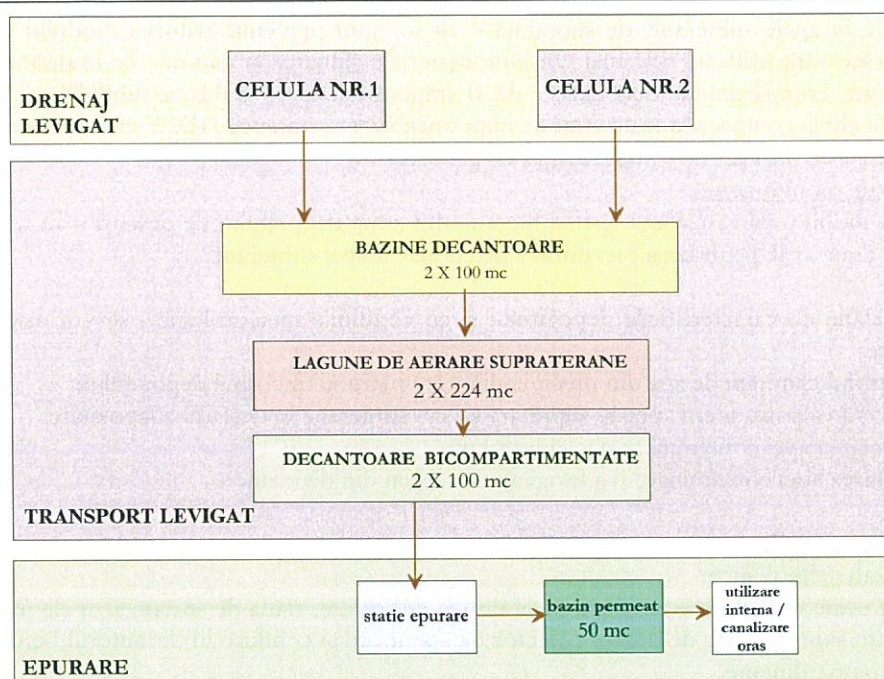 CELULA NR.1
CELULA NR.2
DRENAJ
LEVIGAT
BAZINE DECANTOARE
2 X 100 mc
LAGUNE DE AERARE SUPRATERANE
2 X 224 mc
DECANTOARE BICOMPARTIMENTATE
2 X 100 mc
TRANSPORT LEVIGAT
statie epurare
bazin permeat
50 mc
utilizare
interna /
canalizare
oras
EPURARE